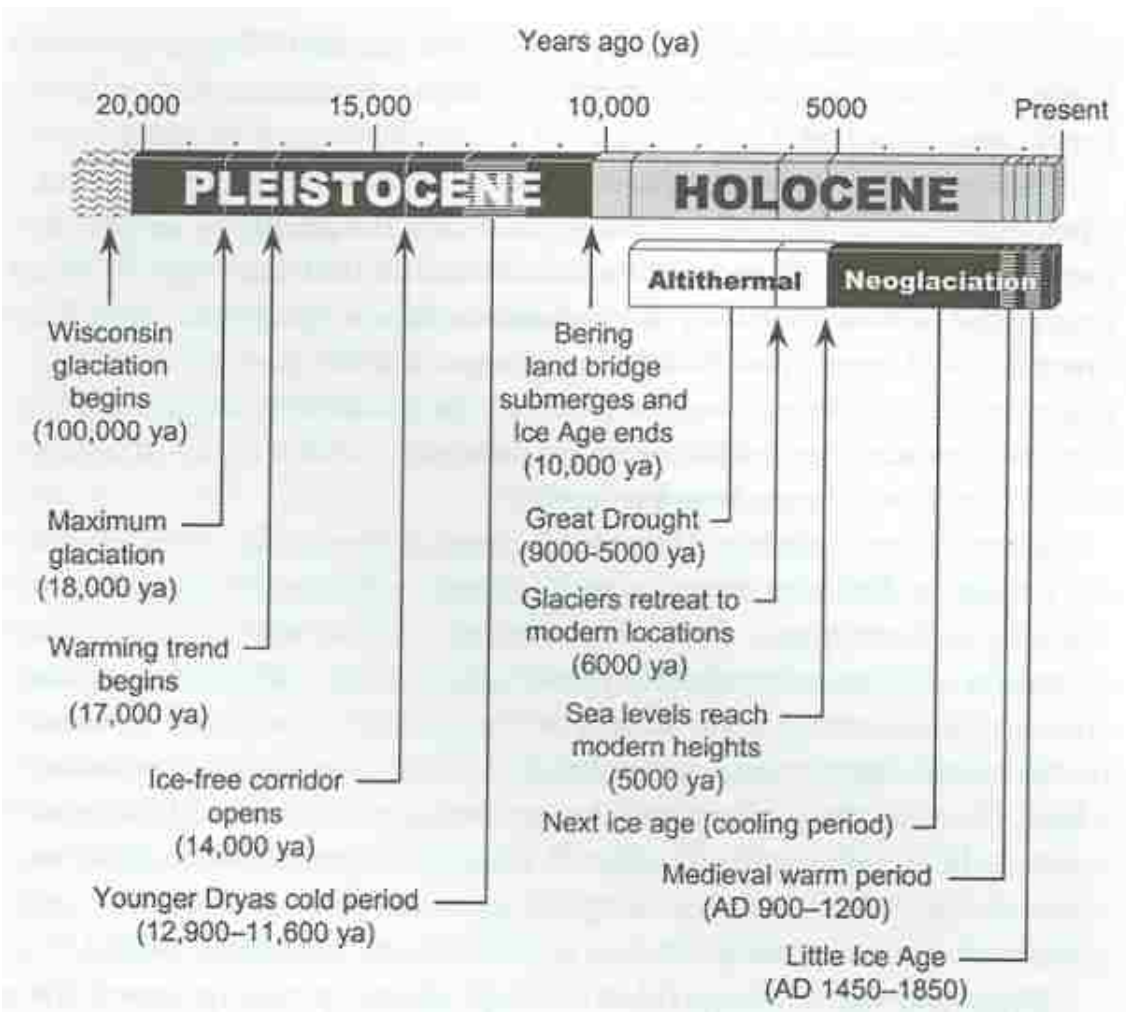 Years ago (ya)
20,000 15,000 10,000 5000 Present
PLEISTOCENE HOLOCENE
Altithermal Neoglaciation
Wisconsin
glaciation
begins
(100,000 ya)
Maximum
glaciation
(18,000 ya)
Warming trend
begins
(17,000 ya)
Ice-free corridor
opens
(14,000 ya)
Younger Dryas cold period
(12,900–11,600 ya)
Bering
land bridge
submerges and
Ice Age ends
(10,000 ya)
Great Drought
(9000-5000 ya)
Glaciers retreat to
modern locations
(6000 ya)
Sea levels reach
modern heights
(5000 ya)
Next ice age (cooling period)
Medieval warm period
(AD 900–1200)
Little Ice Age
(AD 1450–1850)